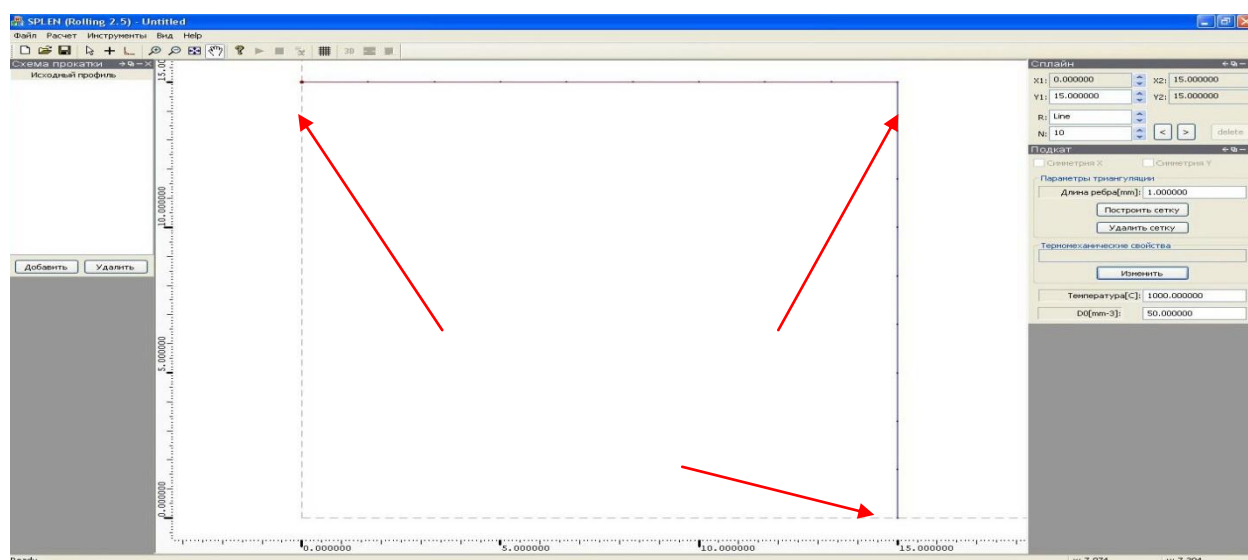 SPLEN (Rolling 2.5) - Untitled
Файл Расчет Инструменты Вид Help
3D
Схема прокатки
Исходный профиль
Добавить Удалить
15.00
10.000000
5.000000
0.000000
0.000000 5.000000 10.000000 15.000000
Сплайн
X1: 0.000000 X2: 15.000000
Y1: 15.000000 Y2: 15.000000
R: Line
N: 10 < > delete
Подкат
Симметрия X Симметрия Y
Параметры триангуляции
Длина ребра[mm]: 1.000000
Построить сетку
Удалить сетку
Термомеханические свойства
Изменить
Температура[C]: 1000.000000
D0[mm-3]: 50.000000